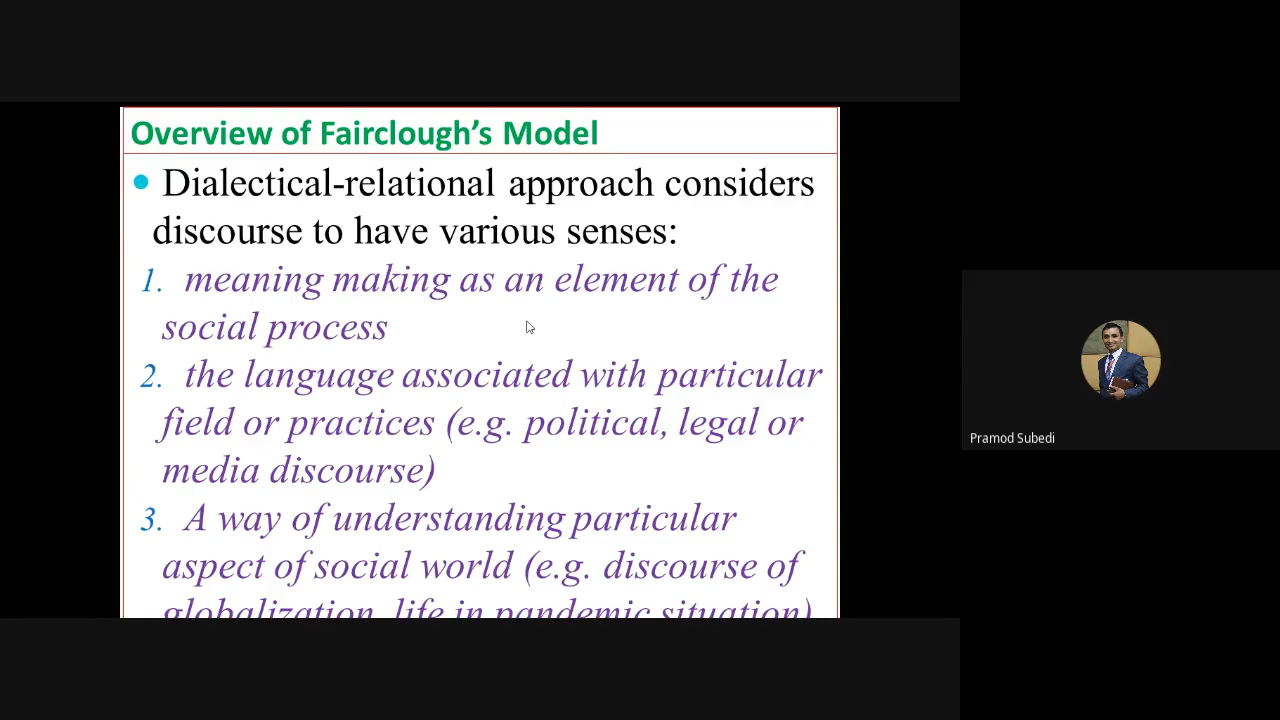 Overview of Fairclough’s Model
• Dialectical-relational approach considers
discourse to have various senses:
1. meaning making as an element of the
social process
2. the language associated with particular
field or practices (e.g. political, legal or
media discourse)
3. A way of understanding particular
aspect of social world (e.g. discourse of
globalization, life in pandemic situation)
Pramod Subedi